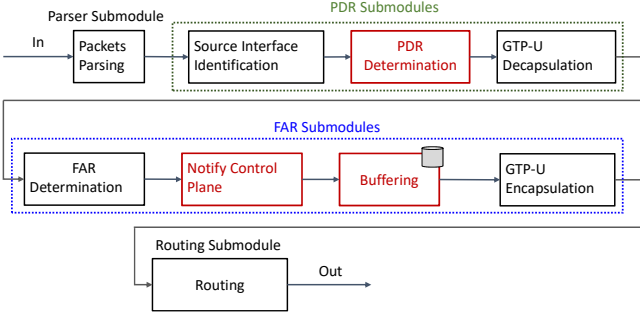 PDR Submodules
Parser Submodule
In
Packets
Parsing
Source Interface
Identification
PDR
Determination
GTP-U
Decapsulation
FAR Submodules
FAR
Determination
Notify Control
Plane
Buffering
GTP-U
Encapsulation
Routing Submodule
Routing
Out